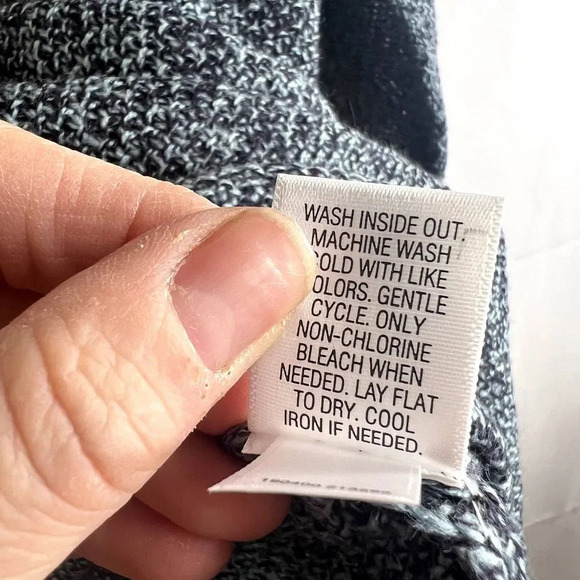 WASH INSIDE OUT.
MACHINE WASH
COLD WITH LIKE
COLORS. GENTLE
CYCLE. ONLY
NON-CHLORINE
BLEACH WHEN
NEEDED. LAY FLAT
TO DRY. COOL
IRON IF NEEDED.